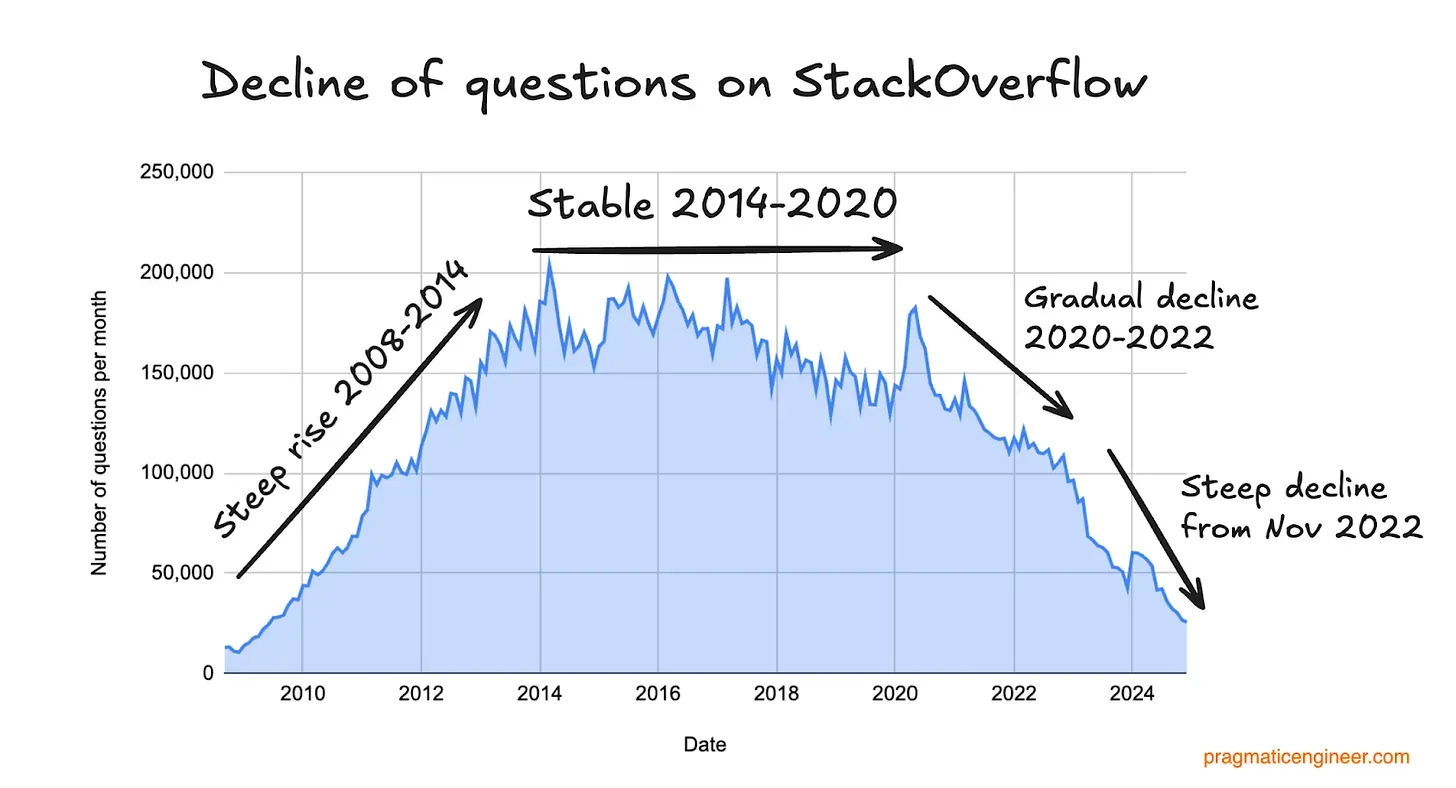 Decline of questions on StackOverflow
250,000
200,000
150,000
100,000
50,000
0
Number of questions per month
Steep rise 2008-2014
Stable 2014-2020
Gradual decline
2020-2022
Steep decline
from Nov 2022
2010 2012 2014 2016 2018 2020 2022 2024
Date
pragmaticengineer.com